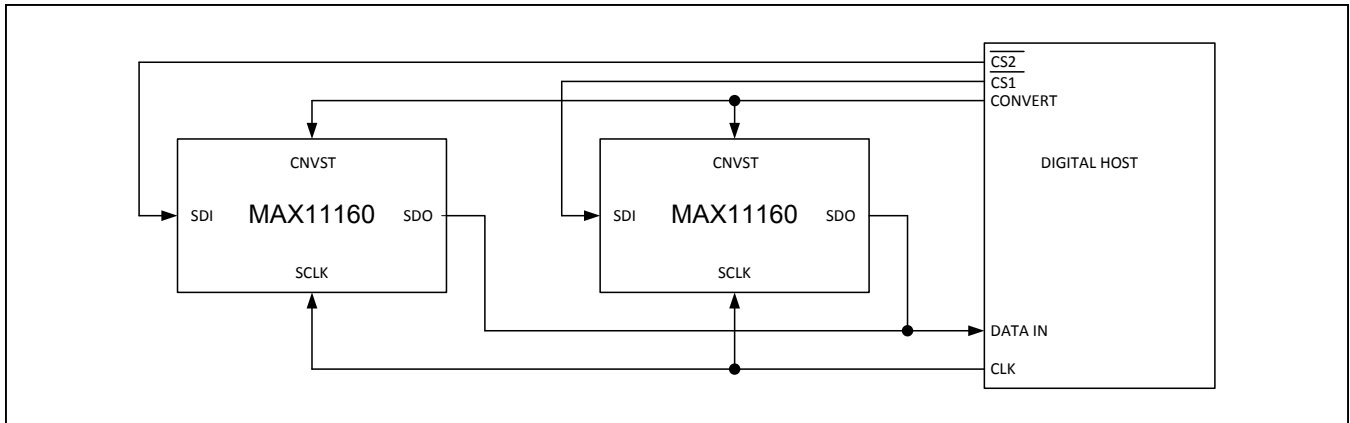 CS2
CS1
CONVERT
CNVST
CNVST
DIGITAL HOST
SDI MAX11160 SDO
SDI MAX11160 SDO
SCLK
SCLK
DATA IN
CLK